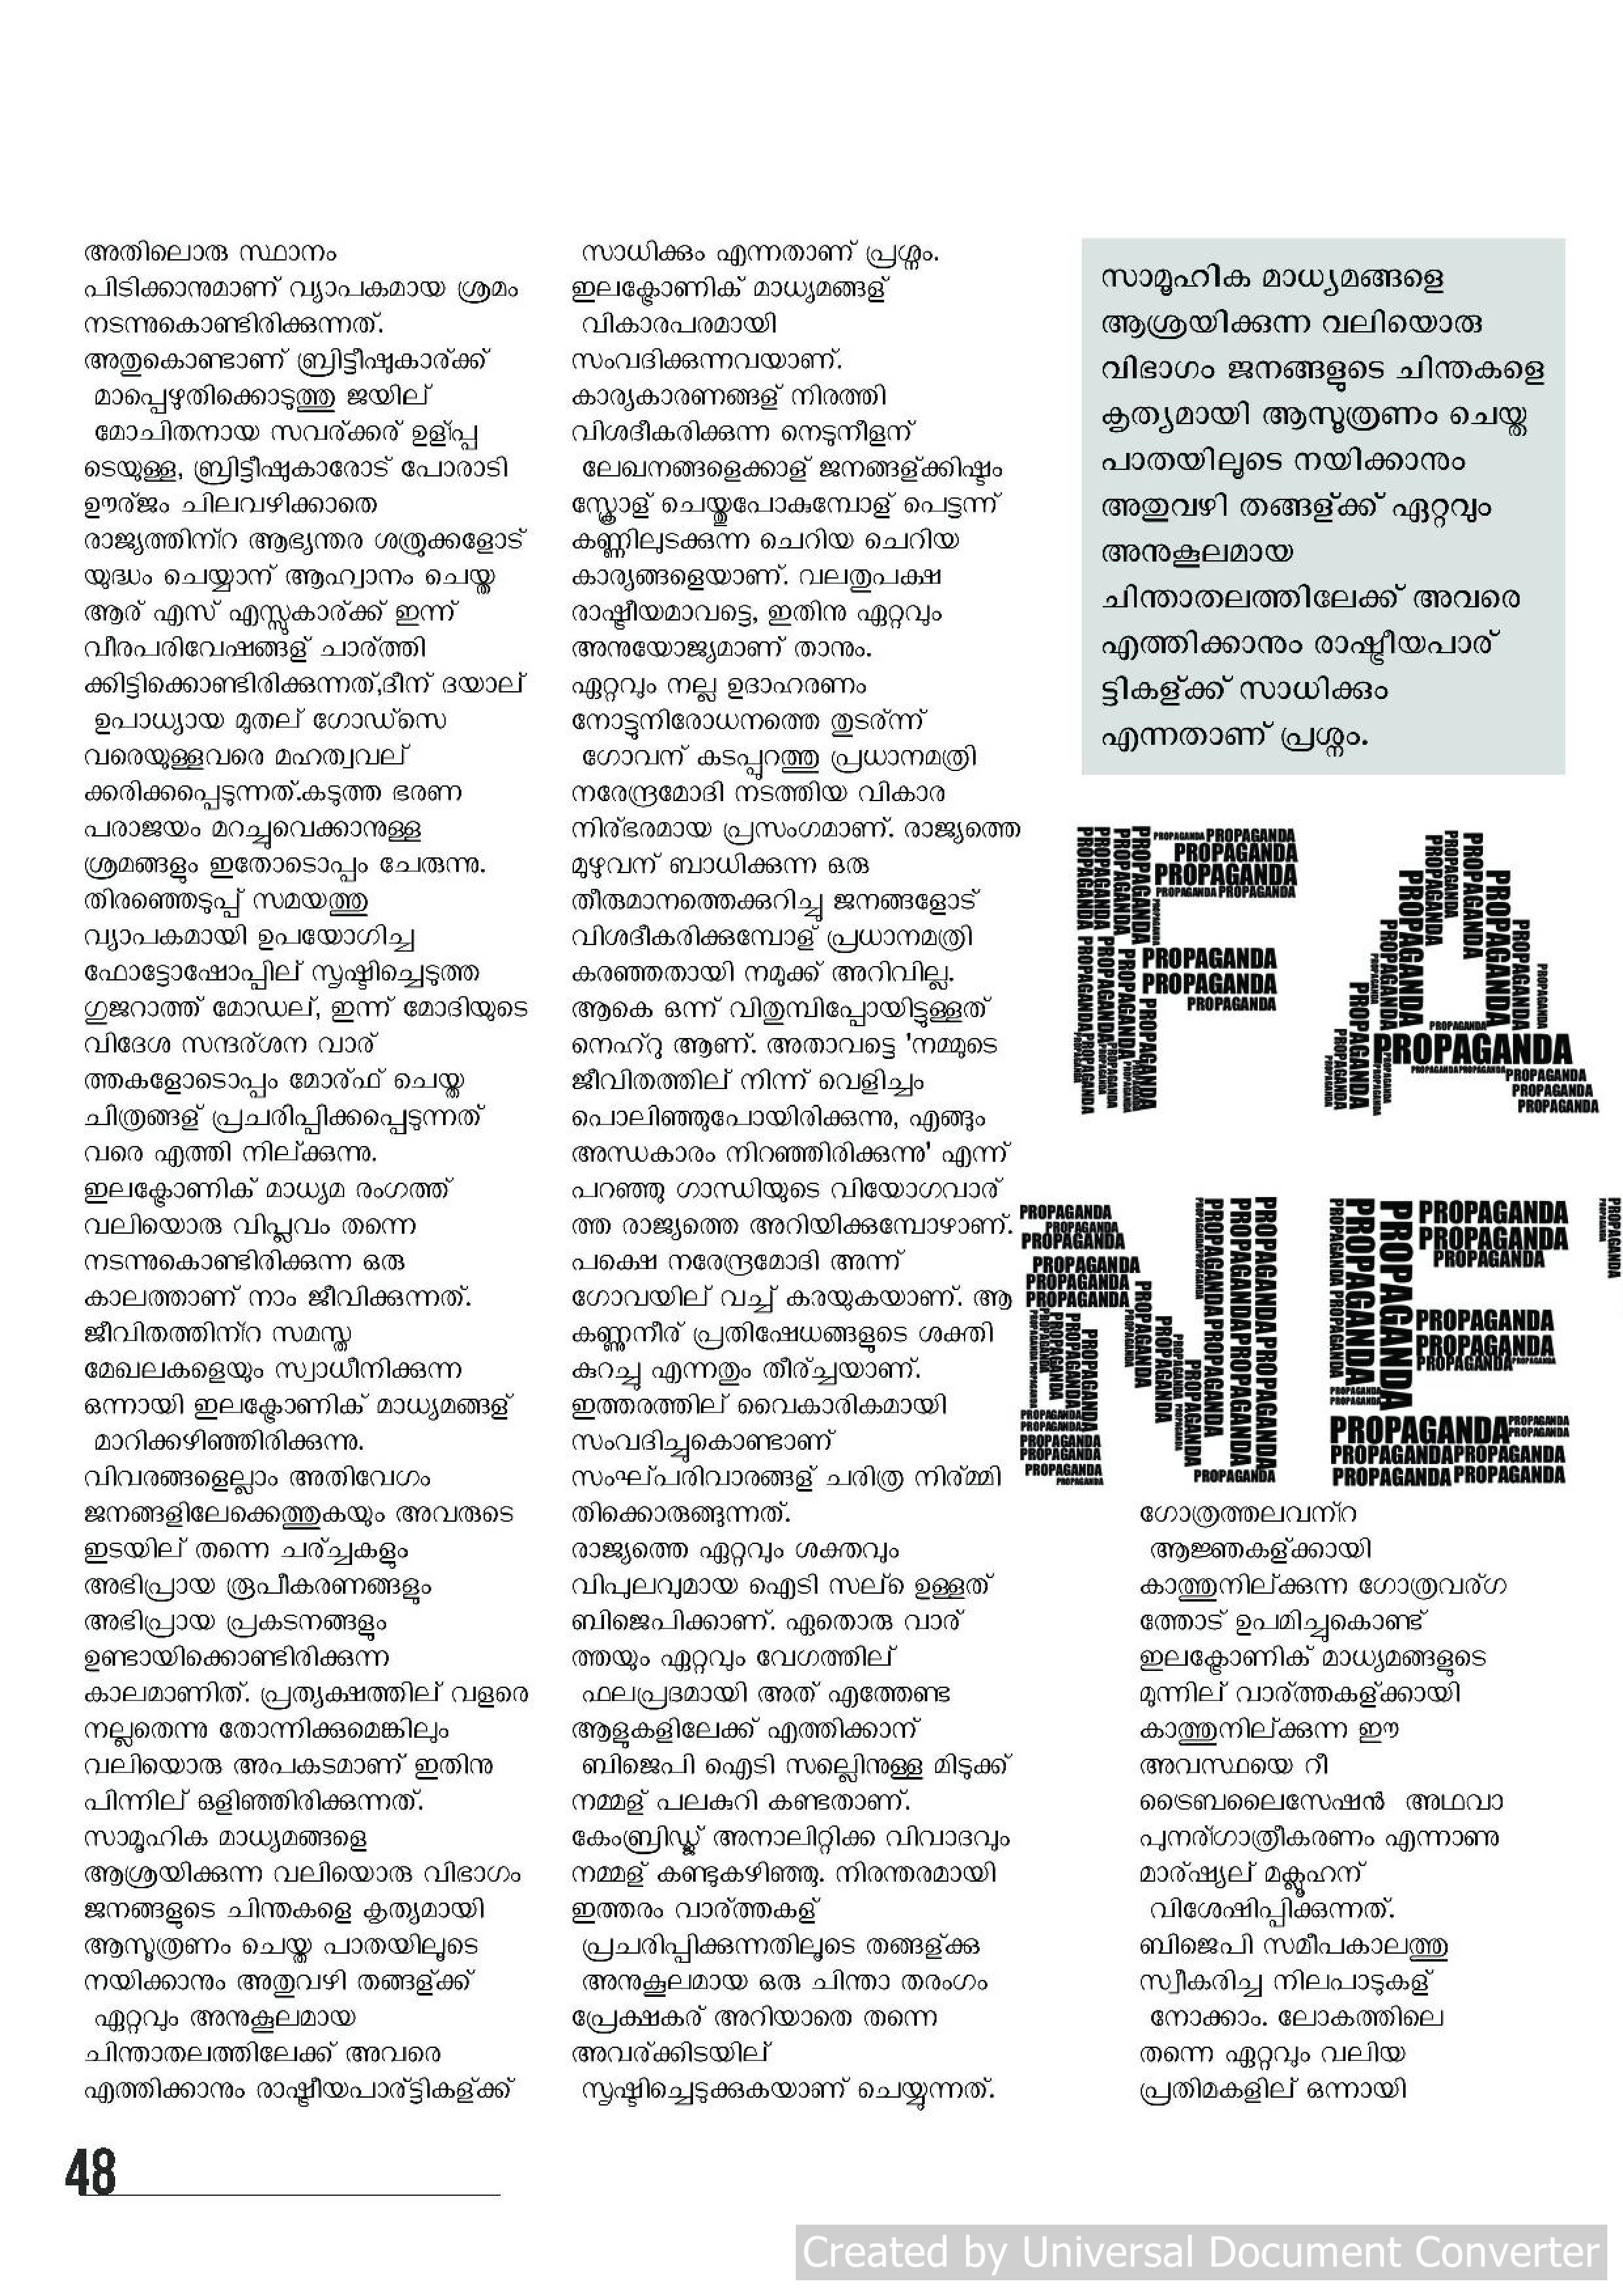 അതിലൊരു സ്ഥാനം
പിടിക്കാനുമാണ് വ്യാപകമായ ശ്രമം
നടന്നുകൊണ്ടിരിക്കുന്നത്.
അതുകൊണ്ടാണ് ബ്രിട്ടീഷുകാര്ക്ക്
മാപ്പെഴുതിക്കൊടുത്തു ജയില്
മോചിതനായ സവര്ക്കര് ഉള്പ്പ
ടെയുള്ള, ബ്രിട്ടീഷുകാരോട് പോരാടി
ഊര്ജം ചിലവഴിക്കാതെ
രാജ്യത്തിന്റ ആഭ്യന്തര ശത്രുക്കളോട്
യുദ്ധം ചെയ്യാന് ആഹ്വാനം ചെയ്ത
ആര് എസ് എസ്സുകാര്ക്ക് ഇന്ന്
വീരപരിവേഷങ്ങള് ചാര്ത്തി
ക്കിട്ടിക്കൊണ്ടിരിക്കുന്നത്,ദീന് ദയാല്
ഉപാധ്യായ മുതല് ഗോഡ്സെ
വരെയുള്ളവരെ മഹത്വവല്
ക്കരിക്കപ്പെടുന്നത്.കടുത്ത ഭരണ
പരാജയം മറച്ചുവെക്കാനുള്ള
ശ്രമങ്ങളും ഇതോടൊപ്പം ചേരുന്നു.
തിരഞ്ഞെടുപ്പ് സമയത്തു
വ്യാപകമായി ഉപയോഗിച്ച
ഫോട്ടോഷോപ്പില് സൃഷ്ടിച്ചെടുത്ത
ഗുജറാത്ത് മോഡല്, ഇന്ന് മോദിയുടെ
വിദേശ സന്ദര്ശന വാര്
ത്തകളോടൊപ്പം മോര്ഫ് ചെയ്ത
ചിത്രങ്ങള് പ്രചരിപ്പിക്കപ്പെടുന്നത്
വരെ എത്തി നില്ക്കുന്നു.
ഇലക്ട്രോണിക് മാധ്യമ രംഗത്ത്
വലിയൊരു വിപ്ലവം തന്നെ
നടന്നുകൊണ്ടിരിക്കുന്ന ഒരു
കാലത്താണ് നാം ജീവിക്കുന്നത്.
ജീവിതത്തിന്റ സമസ്ത
മേഖലകളെയും സ്വാധീനിക്കുന്ന
ഒന്നായി ഇലക്ട്രോണിക് മാധ്യമങ്ങള്
മാറിക്കഴിഞ്ഞിരിക്കുന്നു.
വിവരങ്ങളെല്ലാം അതിവേഗം
ജനങ്ങളിലേക്കെത്തുകയും അവരുടെ
ഇടയില് തന്നെ ചര്ച്ചകളും
അഭിപ്രായ രൂപീകരണങ്ങളും
അഭിപ്രായ പ്രകടനങ്ങളും
ഉണ്ടായിക്കൊണ്ടിരിക്കുന്ന
കാലമാണിത്. പ്രത്യക്ഷത്തില് വളരെ
നല്ലതെന്നു തോന്നിക്കുമെങ്കിലും
വലിയൊരു അപകടമാണ് ഇതിനു
പിന്നില് ഒളിഞ്ഞിരിക്കുന്നത്.
സാമൂഹിക മാധ്യമങ്ങളെ
ആശ്രയിക്കുന്ന വലിയൊരു വിഭാഗം
ജനങ്ങളുടെ ചിന്തകളെ കൃത്യമായി
ആസൂത്രണം ചെയ്ത പാതയിലൂടെ
നയിക്കാനും അതുവഴി തങ്ങള്ക്ക്
ഏറ്റവും അനുകൂലമായ
ചിന്താതലത്തിലേക്ക് അവരെ
എത്തിക്കാനും രാഷ്ട്രീയപാര്ട്ടികള്ക്ക്
സാധിക്കും എന്നതാണ് പ്രശ്നം.
ഇലക്ട്രോണിക് മാധ്യമങ്ങള്
വികാരപരമായി
സംവദിക്കുന്നവയാണ്.
കാര്യകാരണങ്ങള് നിരത്തി
വിശദീകരിക്കുന്ന നെടുനീളന്
ലേഖനങ്ങളെക്കാള് ജനങ്ങള്ക്കിഷ്ടം
സ്ക്രോള് ചെയ്തുപോകുമ്പോള് പെട്ടന്ന്
കണ്ണിലുടക്കുന്ന ചെറിയ ചെറിയ
കാര്യങ്ങളെയാണ്. വലതുപക്ഷ
രാഷ്ട്രീയമാവട്ടെ, ഇതിനു ഏറ്റവും
അനുയോജ്യമാണ് താനും.
ഏറ്റവും നല്ല ഉദാഹരണം
നോട്ടുനിരോധനത്തെ തുടര്ന്ന്
ഗോവന് കടപ്പുറത്തു പ്രധാനമത്രി
നരേന്ദ്രമോദി നടത്തിയ വികാര
നിര്ഭരമായ പ്രസംഗമാണ്. രാജ്യത്തെ
മുഴുവന് ബാധിക്കുന്ന ഒരു
തീരുമാനത്തെക്കുറിച്ചു ജനങ്ങളോട്
വിശദീകരിക്കുമ്പോള് പ്രധാനമത്രി
കരഞ്ഞതായി നമുക്ക് അറിവില്ല.
ആകെ ഒന്ന് വിതുമ്പിപ്പോയിട്ടുള്ളത്
നെഹ്റു ആണ്. അതാവട്ടെ 'നമ്മുടെ
ജീവിതത്തില് നിന്ന് വെളിച്ചം
പൊലിഞ്ഞുപോയിരിക്കുന്നു, എങ്ങും
അന്ധകാരം നിറഞ്ഞിരിക്കുന്നു' എന്ന്
പറഞ്ഞു ഗാന്ധിയുടെ വിയോഗവാര്
ത്ത രാജ്യത്തെ അറിയിക്കുമ്പോഴാണ്.
പക്ഷെ നരേന്ദ്രമോദി അന്ന്
ഗോവയില് വച്ച് കരയുകയാണ്. ആ
കണ്ണുനീര് പ്രതിഷേധങ്ങളുടെ ശക്തി
കുറച്ചു എന്നതും തീര്ച്ചയാണ്.
ഇത്തരത്തില് വൈകാരികമായി
സംവദിച്ചുകൊണ്ടാണ്
സംഘ്പരിവാരങ്ങള് ചരിത്ര നിര്മ്മി
തിക്കൊരുങ്ങുന്നത്.
രാജ്യത്തെ ഏറ്റവും ശക്തവും
വിപുലവുമായ ഐടി സല്െ ഉള്ളത്
ബിജെപിക്കാണ്. ഏതൊരു വാര്
ത്തയും ഏറ്റവും വേഗത്തില്
ഫലപ്രദമായി അത് എത്തേണ്ട
ആളുകളിലേക്ക് എത്തിക്കാന്
ബിജെപി ഐടി സല്ലെിനുള്ള മിടുക്ക്
നമ്മള് പലകുറി കണ്ടതാണ്.
കേംബ്രിഡ്ജ് അനാലിറ്റിക്ക വിവാദവും
നമ്മള് കണ്ടുകഴിഞ്ഞു. നിരന്തരമായി
ഇത്തരം വാര്ത്തകള്
പ്രചരിപ്പിക്കുന്നതിലൂടെ തങ്ങള്ക്കു
അനുകൂലമായ ഒരു ചിന്താ തരംഗം
പ്രേക്ഷകര് അറിയാതെ തന്നെ
അവര്ക്കിടയില്
സൃഷ്ടിച്ചെടുക്കുകയാണ് ചെയ്യുന്നത്.
സാമൂഹിക മാധ്യമങ്ങളെ
ആശ്രയിക്കുന്ന വലിയൊരു
വിഭാഗം ജനങ്ങളുടെ ചിന്തകളെ
കൃത്യമായി ആസൂത്രണം ചെയ്ത
പാതയിലൂടെ നയിക്കാനും
അതുവഴി തങ്ങള്ക്ക് ഏറ്റവും
അനുകൂലമായ
ചിന്താതലത്തിലേക്ക് അവരെ
എത്തിക്കാനും രാഷ്ട്രീയപാര്
ട്ടികള്ക്ക് സാധിക്കും
എന്നതാണ് പ്രശ്നം.
PROPAGANDA
ഗോത്രത്തലവന്റ
ആജ്ഞകള്ക്കായി
കാത്തുനില്ക്കുന്ന ഗോത്രവര്ഗ
ത്തോട് ഉപമിച്ചുകൊണ്ട്
ഇലക്ട്രോണിക് മാധ്യമങ്ങളുടെ
മുന്നില് വാര്ത്തകള്ക്കായി
കാത്തുനില്ക്കുന്ന ഈ
അവസ്ഥയെ റീ
ട്രൈബലൈസേഷൻ അഥവാ
പുനര്ഗോത്രീകരണം എന്നാണു
മാര്ഷ്യല് മക്ലൂഹന്
വിശേഷിപ്പിക്കുന്നത്.
ബിജെപി സമീപകാലത്തു
സ്വീകരിച്ച നിലപാടുകള്
നോക്കാം. ലോകത്തിലെ
തന്നെ ഏറ്റവും വലിയ
പ്രതിമകളില് ഒന്നായി
48
Created by Universal Document Converter